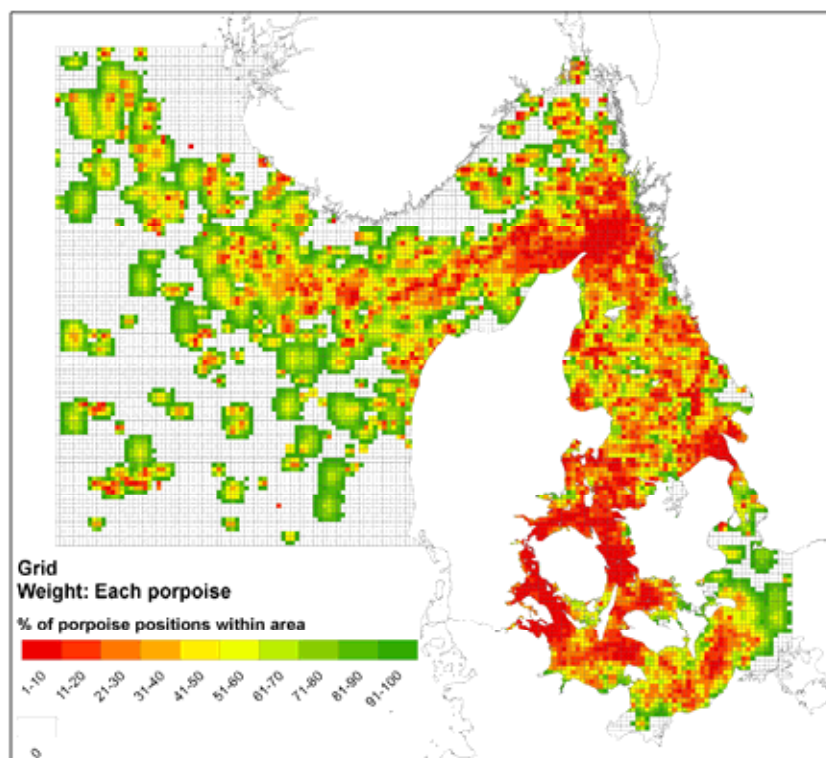 Grid
Weight: Each porpoise
% of porpoise positions within area
1-10 11-20 21-30 31-40 41-50 51-60 61-70 71-80 81-90 91-100
0